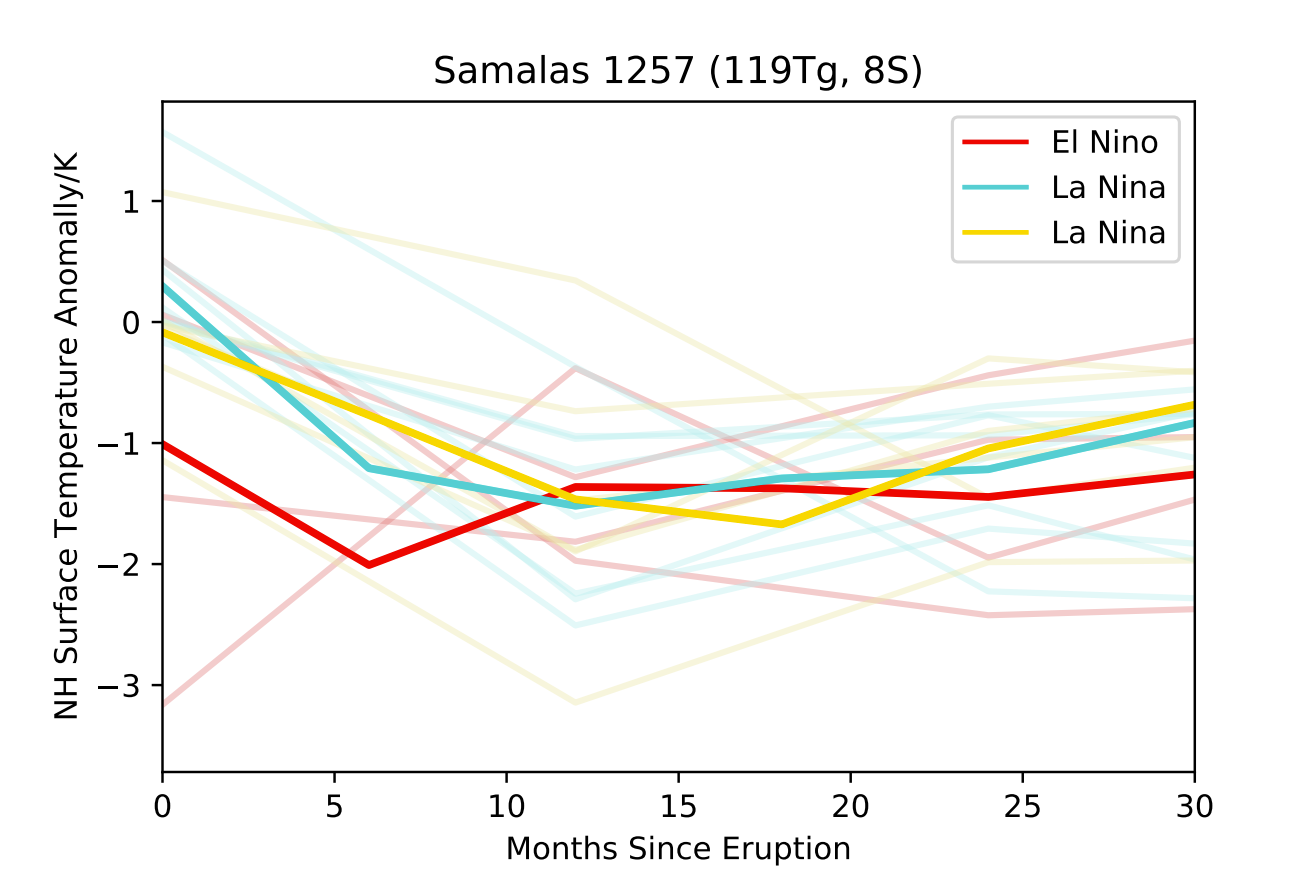 Samalas 1257 (119Tg, 8S)
El Nino
La Nina
La Nina
NH Surface Temperature Anomally/K
1
0
−1
−2
−3
0 5 10 15 20 25 30
Months Since Eruption